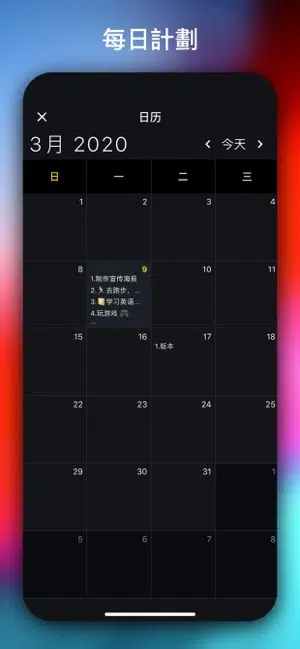 每日計劃
×
日历
3月 2020
< 今天 >
日 一 二 三
1 2 3 4
8 9 10 11
1.制作宣传海报
2.🏃去跑步，...
3.📒学习英语...
4.玩游戏 🎮
...
15 16 17 18
1.版本
22 23 24 25
29 30 31 1
5 6 7 8